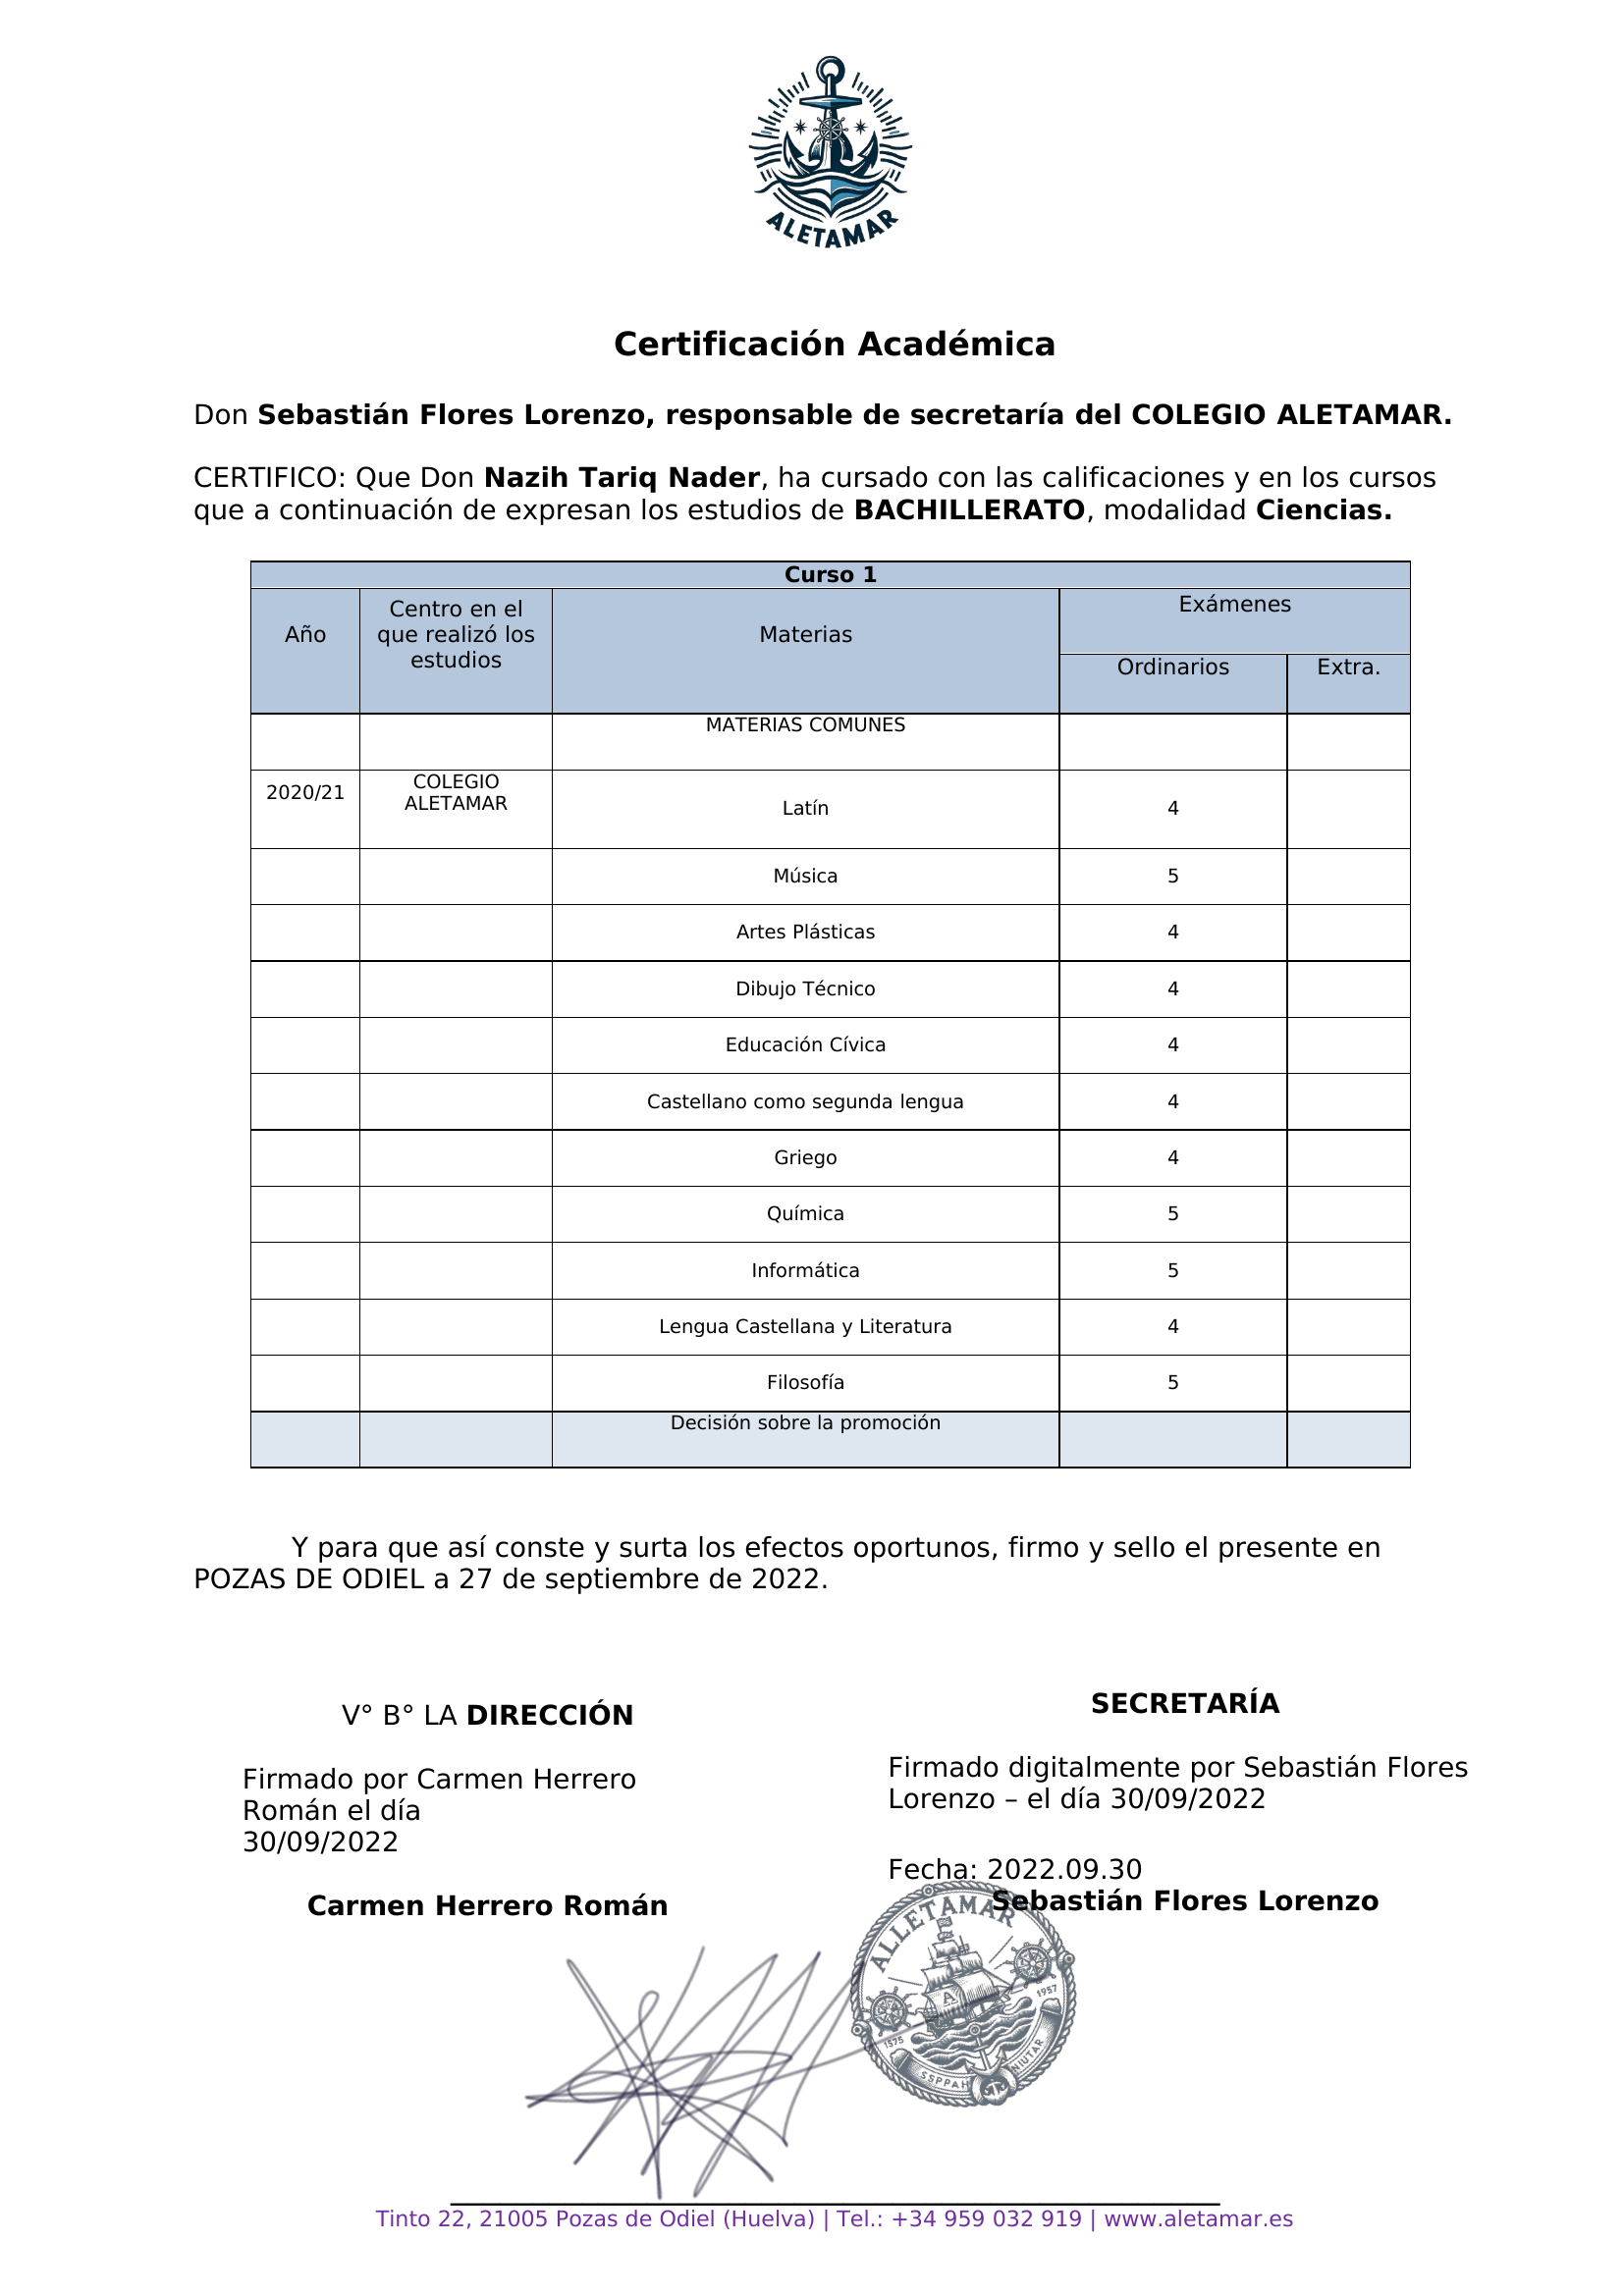 ALETAMAR
Certificación Académica
Don Sebastián Flores Lorenzo, responsable de secretaría del COLEGIO ALETAMAR.
CERTIFICO: Que Don Nazih Tariq Nader, ha cursado con las calificaciones y en los cursos
que a continuación de expresan los estudios de BACHILLERATO, modalidad Ciencias.
Curso 1
Año
Centro en el
que realizó los
estudios
Materias
Exámenes
Ordinarios Extra.
MATERIAS COMUNES
2020/21
COLEGIO
ALETAMAR
Latín 4
Música 5
Artes Plásticas 4
Dibujo Técnico 4
Educación Cívica 4
Castellano como segunda lengua 4
Griego 4
Química 5
Informática 5
Lengua Castellana y Literatura 4
Filosofía 5
Decisión sobre la promoción
Y para que así conste y surta los efectos oportunos, firmo y sello el presente en
POZAS DE ODIEL a 27 de septiembre de 2022.
V° B° LA DIRECCIÓN
Firmado por Carmen Herrero
Román el día
30/09/2022
Carmen Herrero Román
SECRETARÍA
Firmado digitalmente por Sebastián Flores
Lorenzo – el día 30/09/2022
Fecha: 2022.09.30
Sebastián Flores Lorenzo
ALLETAMAR
A
1575
1957
SSPPAH
NIUTAR
Tinto 22, 21005 Pozas de Odiel (Huelva) | Tel.: +34 959 032 919 | www.aletamar.es